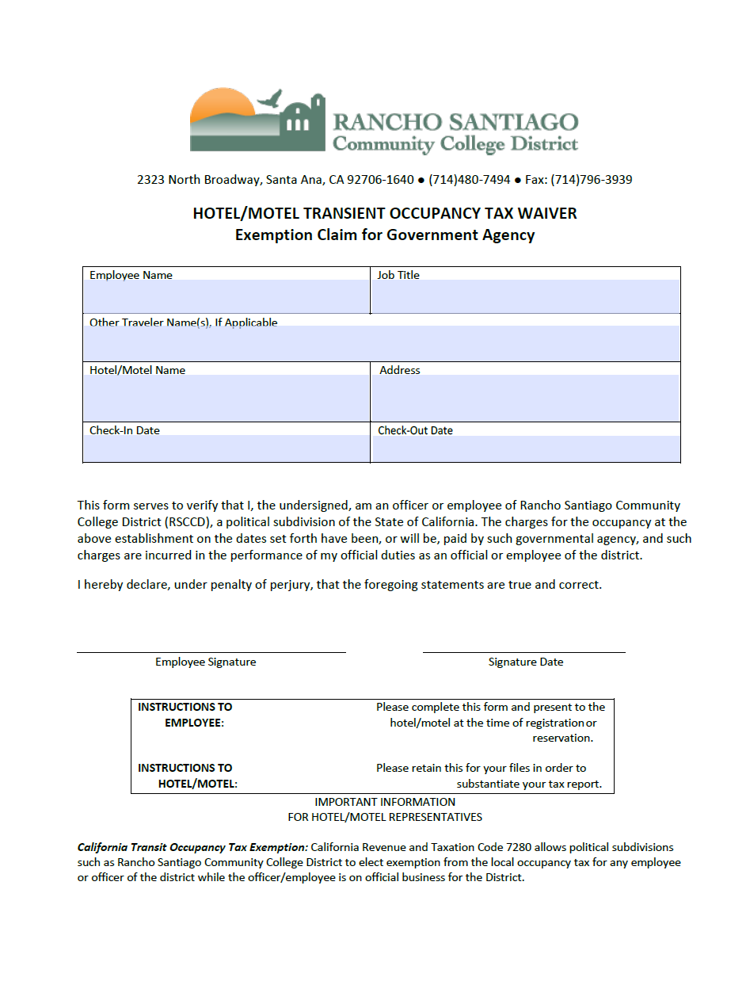 RANCHO SANTIAGO
Community College District
2323 North Broadway, Santa Ana, CA 92706-1640 ● (714)480-7494 ● Fax: (714)796-3939
HOTEL/MOTEL TRANSIENT OCCUPANCY TAX WAIVER
Exemption Claim for Government Agency
Employee Name Job Title
Other Traveler Name(s), If Applicable
Hotel/Motel Name Address
Check-In Date Check-Out Date
This form serves to verify that I, the undersigned, am an officer or employee of Rancho Santiago Community
College District (RSCCD), a political subdivision of the State of California. The charges for the occupancy at the
above establishment on the dates set forth have been, or will be, paid by such governmental agency, and such
charges are incurred in the performance of my official duties as an official or employee of the district.
I hereby declare, under penalty of perjury, that the foregoing statements are true and correct.
Employee Signature Signature Date
INSTRUCTIONS TO Please complete this form and present to the
EMPLOYEE: hotel/motel at the time of registration or
reservation.
INSTRUCTIONS TO Please retain this for your files in order to
HOTEL/MOTEL: substantiate your tax report.
IMPORTANT INFORMATION
FOR HOTEL/MOTEL REPRESENTATIVES
California Transit Occupancy Tax Exemption: California Revenue and Taxation Code 7280 allows political subdivisions
such as Rancho Santiago Community College District to elect exemption from the local occupancy tax for any employee
or officer of the district while the officer/employee is on official business for the District.